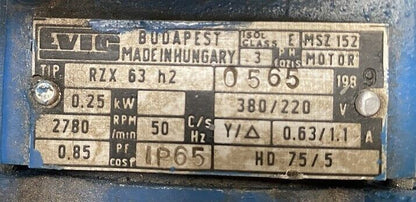 EVIG BUDAPEST ISOL CLASS E MSZ 152
MADE IN HUNGARY 3 PH FÁZIS MOTOR
TIP. RZX 63 h2 0565 1989
0.25 kW 380/220 V
2780 RPM /min 50 C/S Hz Y/△ 0.63/1.1 A
0.85 PF cosφ IP65 HD 75/5